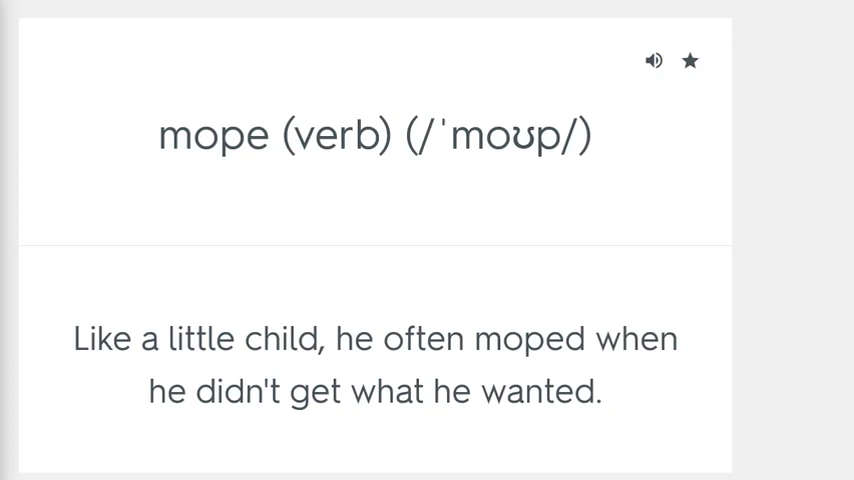 mope (verb) (/ˈmoʊp/)
Like a little child, he often moped when
he didn't get what he wanted.